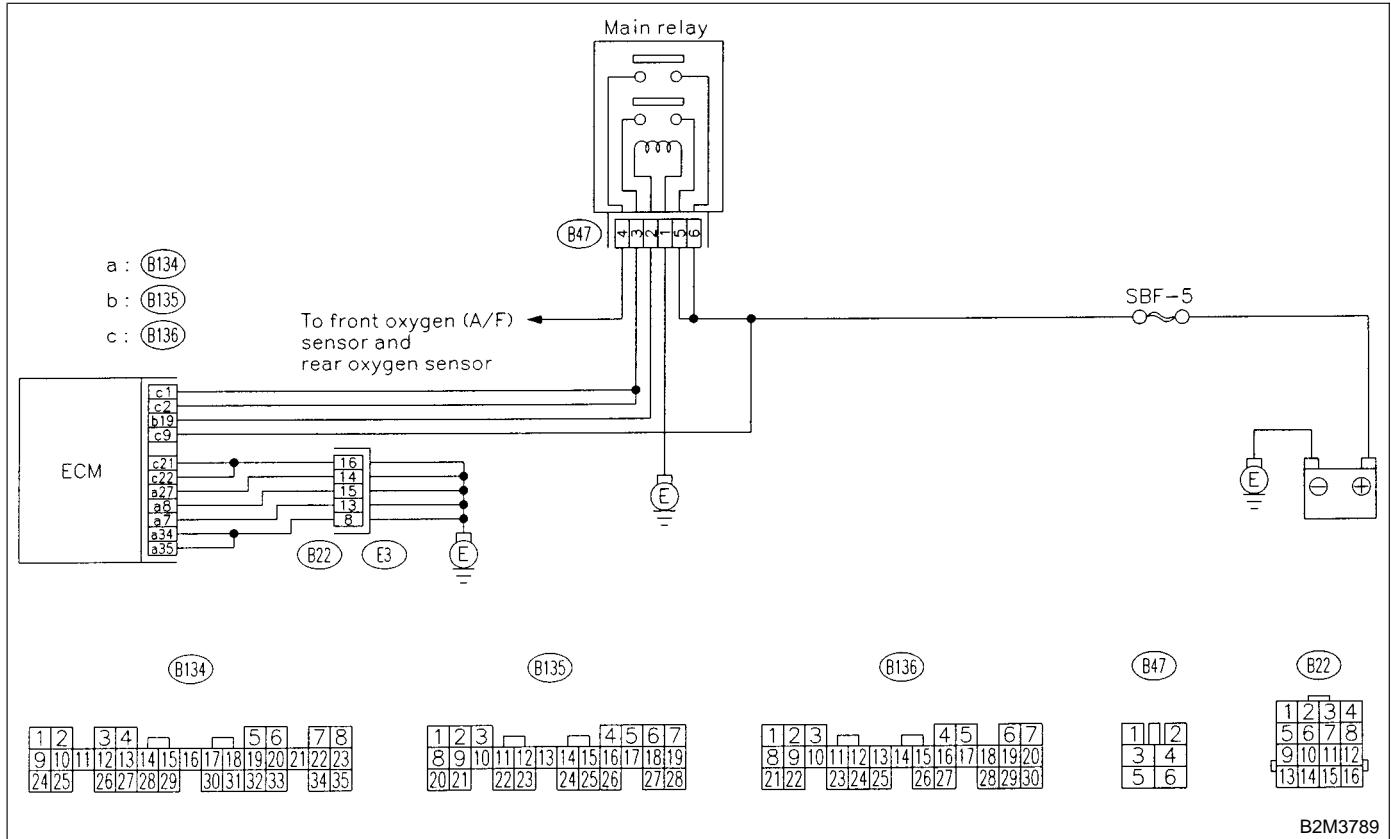 Main relay
B47
4 3 2 1 5 6
a : B134
b : B135
c : B136
SBF-5
To front oxygen (A/F)
sensor and
rear oxygen sensor
ECM
c1
c2
b19
c9
c21
c22
a27
a8
a7
a34
a35
16
14
15
13
8
B22
E3
E
E
E
⊖ ⊕
B134
1 2 3 4 5 6 7 8
9 10 11 12 13 14 15 16 17 18 19 20 21 22 23
24 25 26 27 28 29 30 31 32 33 34 35
B135
1 2 3 4 5 6 7
8 9 10 11 12 13 14 15 16 17 18 19
20 21 22 23 24 25 26 27 28
B136
1 2 3 4 5 6 7
8 9 10 11 12 13 14 15 16 17 18 19 20
21 22 23 24 25 26 27 28 29 30
B47
1 2
3 4
5 6
B22
1 2 3 4
5 6 7 8
9 10 11 12
13 14 15 16
B2M3789